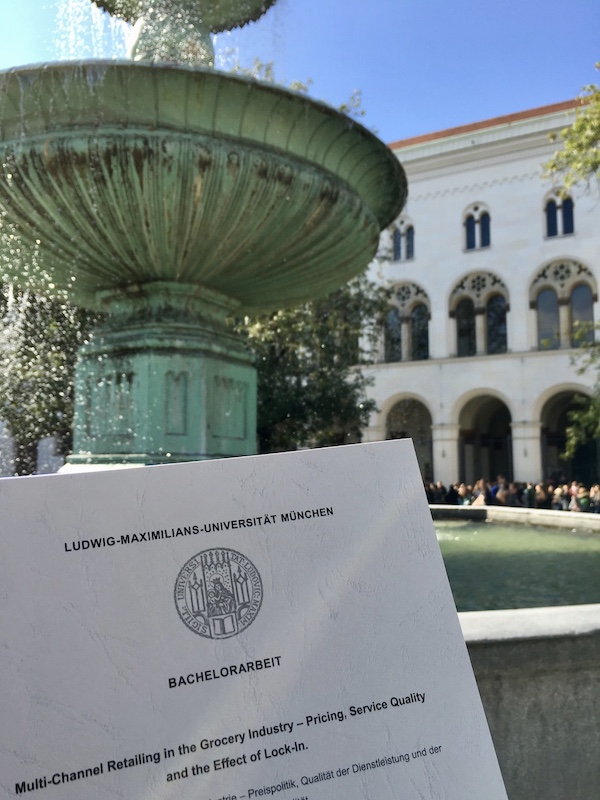 LUDWIG-MAXIMILIANS-UNIVERSITÄT MÜNCHEN
BACHELORARBEIT
Multi-Channel Retailing in the Grocery Industry – Pricing, Service Quality
and the Effect of Lock-In.
– Preispolitik, Qualität der Dienstleistung und der